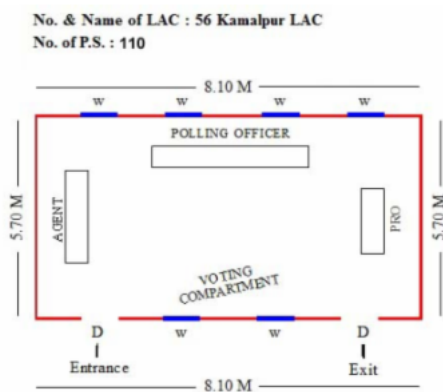 No. & Name of LAC : 56 Kamalpur LAC
No. of P.S. : 110
8.10 M
W W W W
POLLING OFFICER
5.70 M
AGENT
PRO
5.70 M
VOTING
COMPARTMENT
D W W D
Entrance Exit
8.10 M